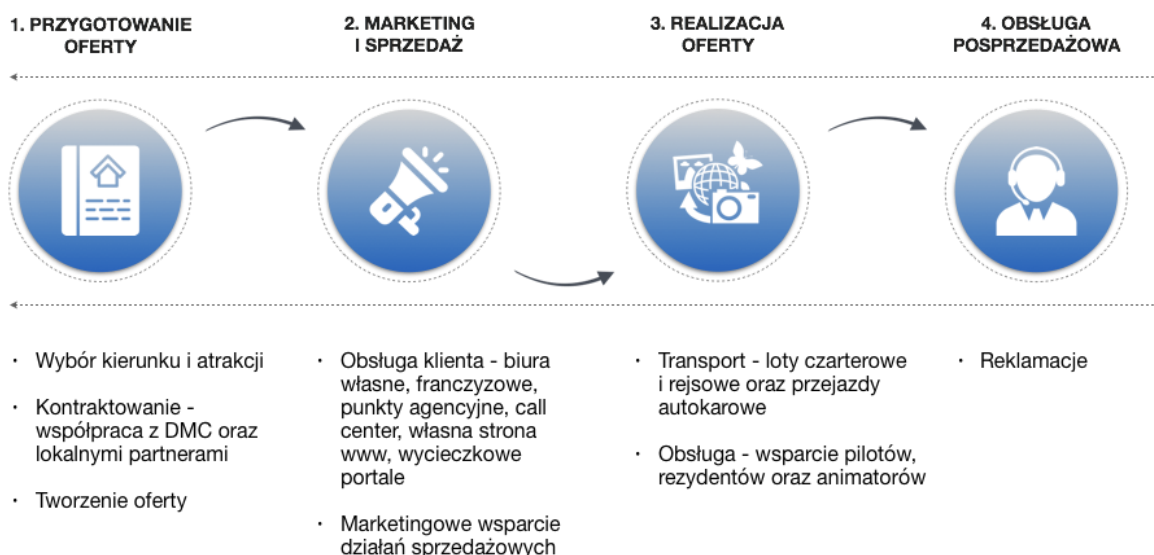 1. PRZYGOTOWANIE
OFERTY
2. MARKETING
I SPRZEDAŻ
3. REALIZACJA
OFERTY
4. OBSŁUGA
POSPRZEDAŻOWA
· Wybór kierunku i atrakcji
· Kontraktowanie -
współpraca z DMC oraz
lokalnymi partnerami
· Tworzenie oferty
· Obsługa klienta - biura
własne, franczyzowe,
punkty agencyjne, call
center, własna strona
www, wycieczkowe
portale
· Marketingowe wsparcie
działań sprzedażowych
· Transport - loty czarterowe
i rejsowe oraz przejazdy
autokarowe
· Obsługa - wsparcie pilotów,
rezydentów oraz animatorów
· Reklamacje